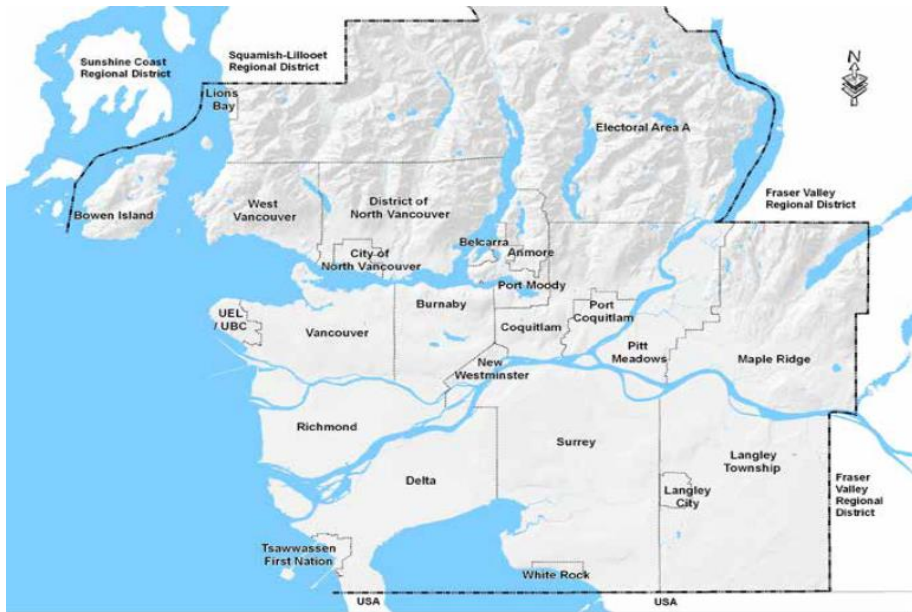 Sunshine Coast
Regional District
Squamish-Lillooet
Regional District
N
Lions
Bay
Electoral Area A
Fraser Valley
Regional District
Bowen Island
West
Vancouver
District of
North Vancouver
City of
North Vancouver
Belcarra
Anmore
Port Moody
UEL
/ UBC
Vancouver
Burnaby
Coquitlam
Port
Coquitlam
Pitt
Meadows
Maple Ridge
New
Westminster
Richmond
Surrey
Langley
Township
Delta
Langley
City
Fraser
Valley
Regional
District
Tsawwassen
First Nation
White Rock
USA
USA